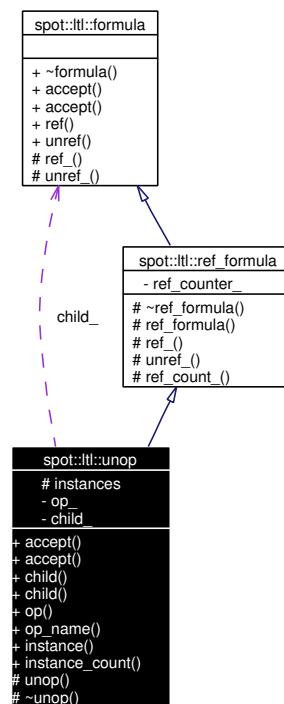 spot::ltl::formula
+ ~formula()
+ accept()
+ accept()
+ ref()
+ unref()
# ref_()
# unref_()
spot::ltl::ref_formula
- ref_counter_
# ~ref_formula()
# ref_formula()
# ref_()
# unref_()
# ref_count_()
child_
spot::ltl::unop
# instances
- op_
- child_
+ accept()
+ accept()
+ child()
+ child()
+ op()
+ op_name()
+ instance()
+ instance_count()
# unop()
# ~unop()